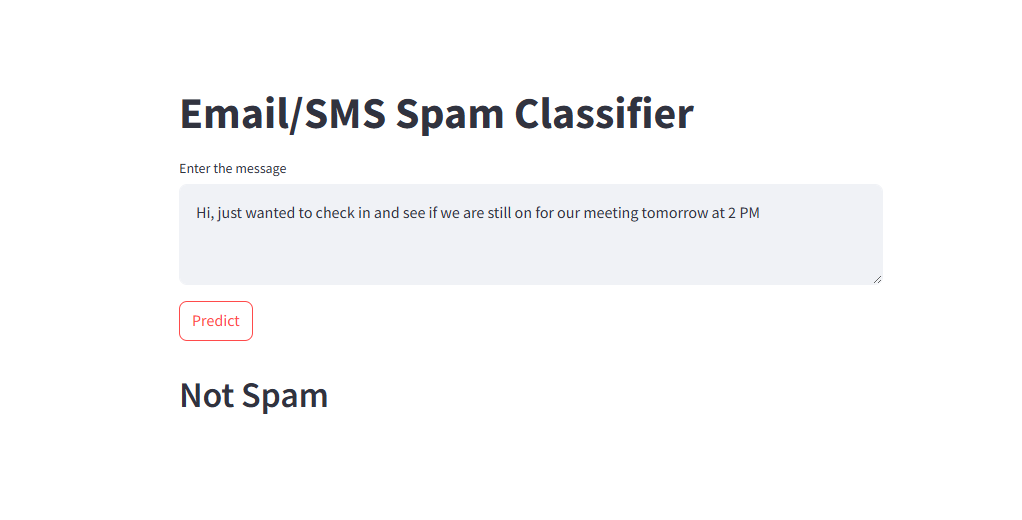 Email/SMS Spam Classifier
Enter the message
Hi, just wanted to check in and see if we are still on for our meeting tomorrow at 2 PM
Predict
Not Spam